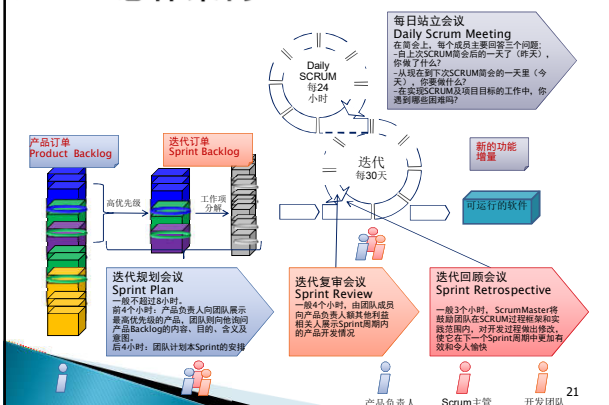 每日站立会议
Daily Scrum Meeting
在简会上，每个成员主要回答三个问题：
-自上次SCRUM简会后的一天了（昨天），
你做了什么？
-从现在到下次SCRUM简会的一天里（今
天），你要做什么？
-在实现SCRUM及项目目标的工作中，你
遇到哪些困难吗？
Daily
SCRUM
每24
小时
产品订单
Product Backlog
迭代订单
Sprint Backlog
迭代
每30天
新的功能
增量
高优先级
工作项
分解
可运行的软件
迭代规划会议
Sprint Plan
一般不超过8小时。
前4个小时：产品负责人向团队展示
最高优先级的产品，团队则向他询问
产品Backlog的内容、目的、含义及
意图。
后4小时：团队计划本Sprint的安排
迭代复审会议
Sprint Review
一般4个小时，由团队成员
向产品负责人额其他利益
相关人展示Sprint周期内
的产品开发情况
迭代回顾会议
Sprint Retrospective
一般3个小时，ScrumMaster将
鼓励团队在SCRUM过程框架和实
践范围内，对开发过程做出修改，
使它在下一个Sprint周期中更加有
效和令人愉快
产品负责人
Scrum主管
开发团队
21